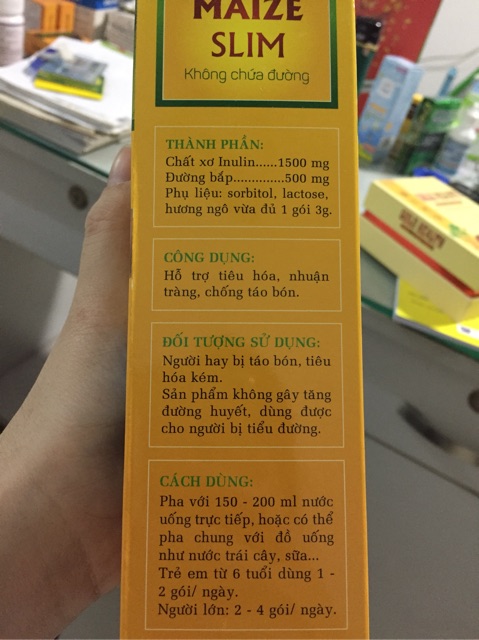 MAIZE
SLIM
Không chứa đường
THÀNH PHẦN:
Chất xơ Inulin......1500 mg
Đường bắp..............500 mg
Phụ liệu: sorbitol, lactose,
hương ngô vừa đủ 1 gói 3g.
CÔNG DỤNG:
Hỗ trợ tiêu hóa, nhuận
tràng, chống táo bón.
ĐỐI TƯỢNG SỬ DỤNG:
Người hay bị táo bón, tiêu
hóa kém.
Sản phẩm không gây tăng
đường huyết, dùng được
cho người bị tiểu đường.
CÁCH DÙNG:
Pha với 150 - 200 ml nước
uống trực tiếp, hoặc có thể
pha chung với đồ uống
như nước trái cây, sữa...
Trẻ em từ 6 tuổi dùng 1 -
2 gói/ ngày.
Người lớn: 2 - 4 gói/ ngày.